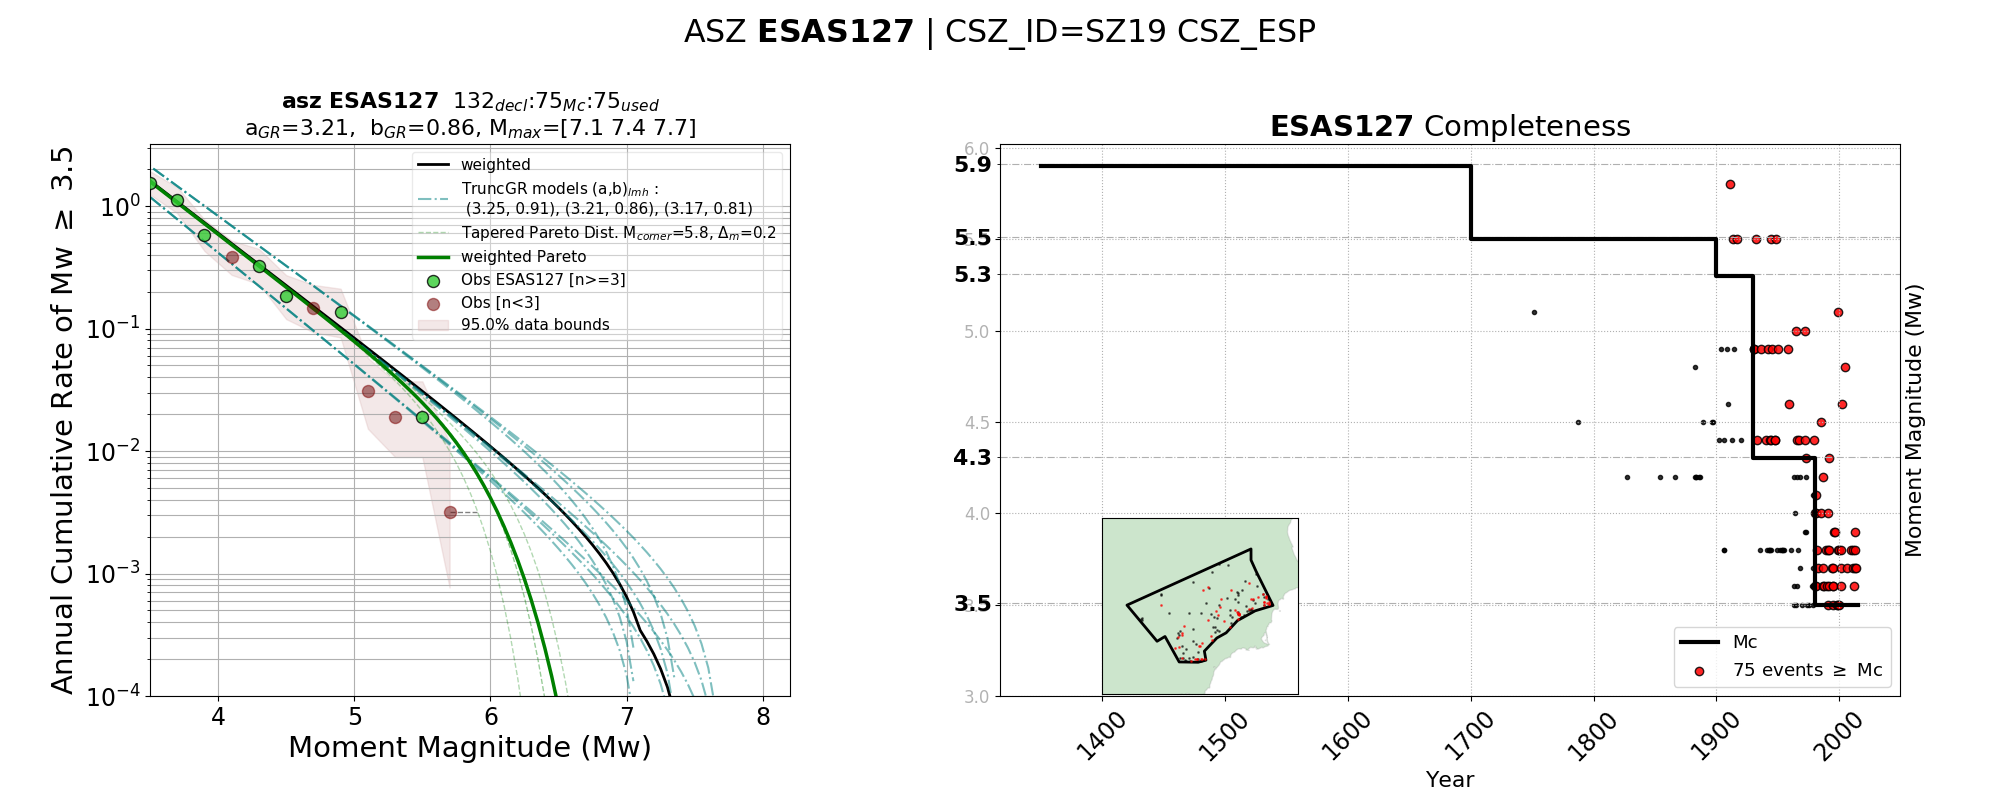 ASZ ESAS127 | CSZ_ID=SZ19 CSZ_ESP
asz ESAS127 132decl:75Mc:75used
aGR=3.21, bGR=0.86, Mmax=[7.1 7.4 7.7]
Annual Cumulative Rate of Mw ≥ 3.5
10^0
10^−1
10^−2
10^−3
10^−4
weighted
TruncGR models (a,b)lmh :
(3.25, 0.91), (3.21, 0.86), (3.17, 0.81)
Tapered Pareto Dist. Mcorner=5.8, Δm=0.2
weighted Pareto
Obs ESAS127 [n>=3]
Obs [n<3]
95.0% data bounds
4 5 6 7 8
Moment Magnitude (Mw)
ESAS127 Completeness
6.0
5.9
5.5
5.5
5.3
5.0
4.5
4.3
4.0
3.5
3.5
3.0
Mc
75 events ≥ Mc
1400 1500 1600 1700 1800 1900 2000
Year
Moment Magnitude (Mw)